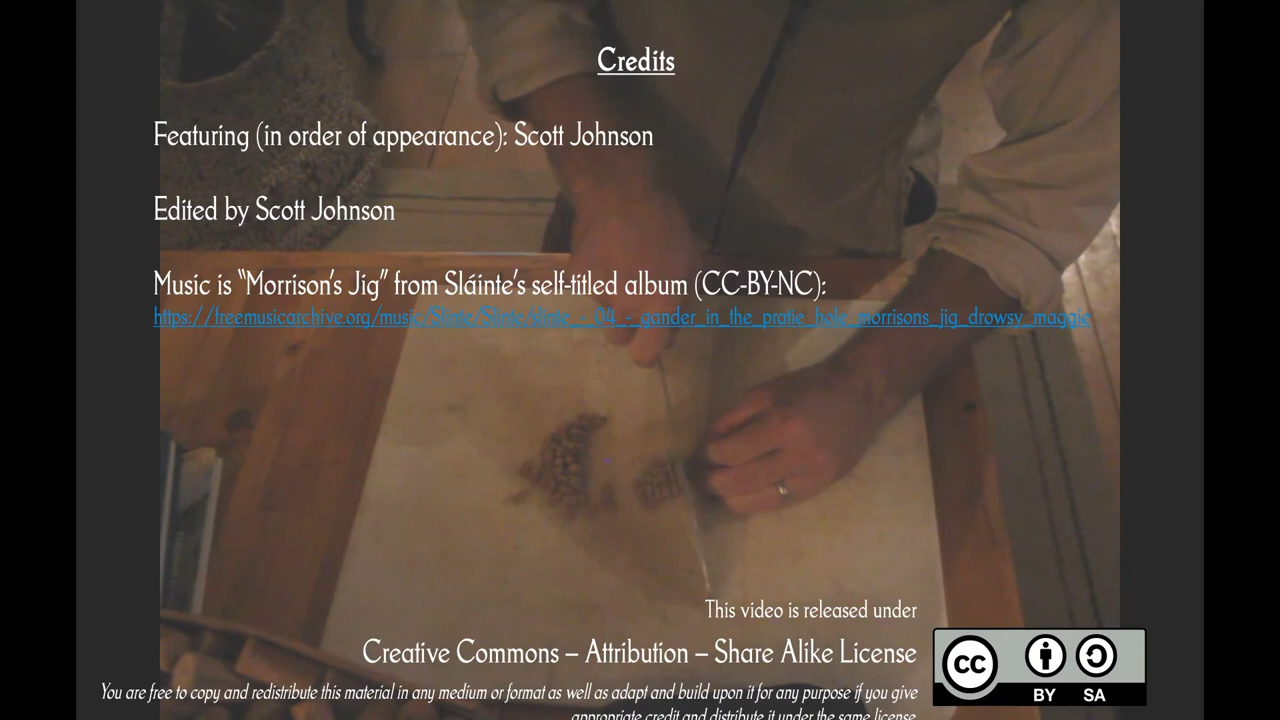 Credits
Featuring (in order of appearance): Scott Johnson
Edited by Scott Johnson
Music is “Morrison’s Jig” from Sláinte’s self-titled album (CC-BY-NC):
https://freemusicarchive.org/music/Slinte/Slinte/slinte_-_04_-_gander_in_the_pratie_hole_morrisons_jig_drowsy_maggie
This video is released under
Creative Commons – Attribution – Share Alike License
You are free to copy and redistribute this material in any medium or format as well as adapt and build upon it for any purpose if you give
appropriate credit and distribute it under the same license
cc
BY SA